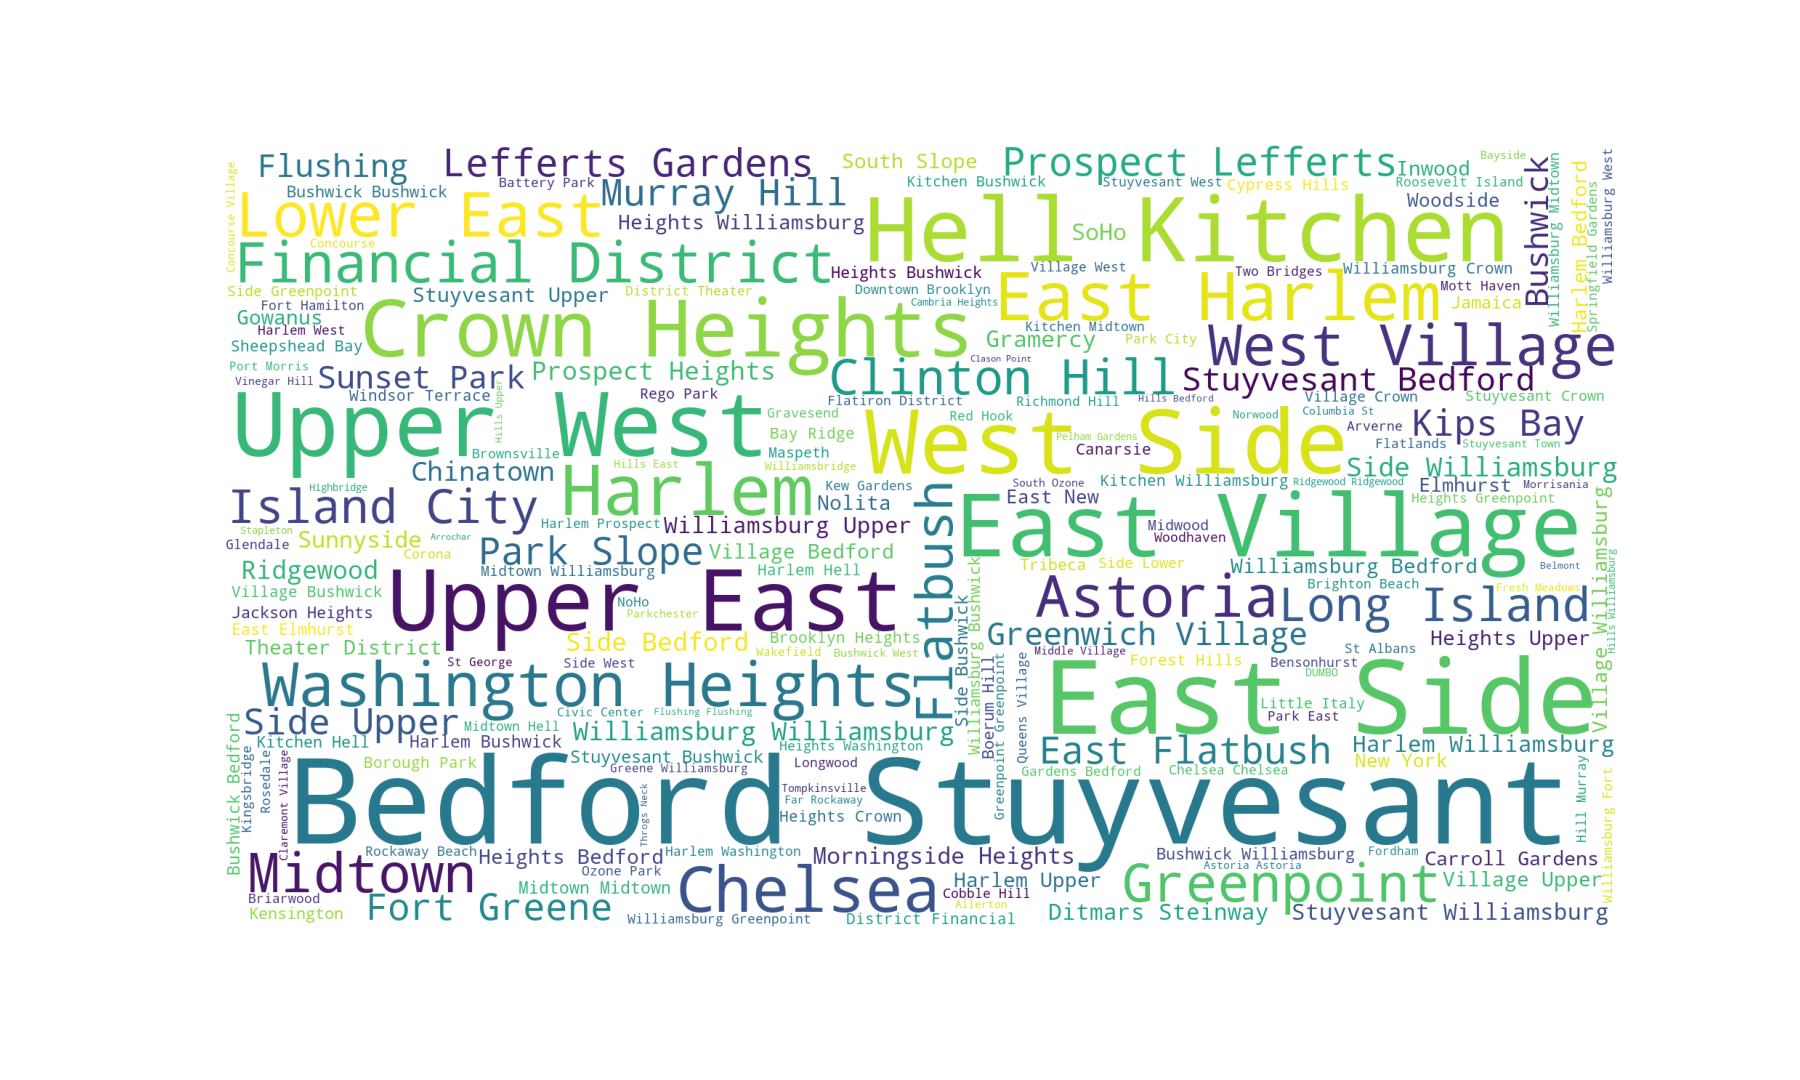 Flushing
Lefferts Gardens
South Slope
Prospect Lefferts
Inwood
Bayside
Bushwick Bushwick
Battery Park
Murray Hill
Kitchen Bushwick
Stuyvesant West
Cypress Hills
Roosevelt Island
Woodside
Lower East
Heights Williamsburg
Hell Kitchen
SoHo
Concourse Village
Concourse
Financial District
Heights Bushwick
Village West
Two Bridges
Williamsburg Crown
Bushwick
Williamsburg Midtown
Harlem Bedford
Springfield Gardens
Williamsburg West
Side Greenpoint
Stuyvesant Upper
District Theater
Downtown Brooklyn
Cambria Heights
East Harlem
Mott Haven
Jamaica
Fort Hamilton
Gowanus
Harlem West
Sheepshead Bay
Crown Heights
Kitchen Midtown
Gramercy
Park City
West Village
Port Morris
Vinegar Hill
Sunset Park
Prospect Heights
Clason Point
Clinton Hill
Stuyvesant Bedford
Windsor Terrace
Rego Park
Flatiron District
Richmond Hill
Hills Bedford
Village Crown
Stuyvesant Crown
Upper West
Hills Upper
Gravesend
Red Hook
Norwood
Columbia St
Kips Bay
Arverne
Bay Ridge
West Side
Pelham Gardens
Canarsie
Flatlands
Stuyvesant Town
Brownsville
Maspeth
Chinatown
Hills East
Williamsbridge
Side Williamsburg
Highbridge
Harlem
Kew Gardens
South Ozone
Kitchen Williamsburg
Ridgewood Ridgewood
Elmhurst
Morrisania
Island City
Nolita
East New
Heights Greenpoint
Harlem Prospect
Williamsburg Upper
Flatbush
East Village
Midwood
Woodhaven
Stapleton
Glendale
Sunnyside
Arrochar
Corona
Park Slope
Village Bedford
Tribeca
Side Lower
Williamsburg Bedford
Belmont
Ridgewood
Midtown Williamsburg
Harlem Hell
Brighton Beach
Fresh Meadows
Village Bushwick
Upper East
NoHo
Parkchester
Astoria
Long Island
Jackson Heights
East Elmhurst
Side Bedford
Brooklyn Heights
Greenwich Village
Heights Upper
Theater District
Wakefield
Bushwick West
Side Bushwick
Williamsburg Bushwick
Village Williamsburg
Hills Williamsburg
St George
Side West
Middle Village
Forest Hills
Bensonhurst
St Albans
DUMBO
Washington Heights
Boerum Hill
Greenpoint Greenpoint
Queens Village
East Side
Little Italy
Park East
Side Upper
Civic Center
Flushing Flushing
Midtown Hell
Williamsburg Williamsburg
Kitchen Hell
Harlem Bushwick
Heights Washington
East Flatbush
Harlem Williamsburg
Bushwick Bedford
Kingsbridge
Rosedale
Claremont Village
Borough Park
Stuyvesant Bushwick
Greene Williamsburg
Longwood
Gardens Bedford
Chelsea Chelsea
New York
Bedford Stuyvesant
Throgs Neck
Tompkinsville
Far Rockaway
Heights Crown
Hill Murray
Williamsburg Fort
Rockaway Beach
Heights Bedford
Harlem Washington
Morningside Heights
Bushwick Williamsburg
Fordham
Carroll Gardens
Midtown
Ozone Park
Astoria Astoria
Briarwood
Midtown Midtown
Chelsea
Harlem Upper
Cobble Hill
Greenpoint
Village Upper
Kensington
Fort Greene
Allerton
Williamsburg Greenpoint
District Financial
Ditmars Steinway
Stuyvesant Williamsburg